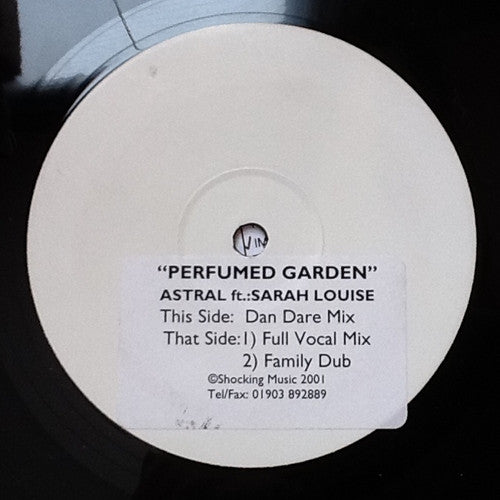 "PERFUMED GARDEN"
ASTRAL ft.:SARAH LOUISE
This Side: Dan Dare Mix
That Side:1) Full Vocal Mix
2) Family Dub
©Shocking Music 2001
Tel/Fax: 01903 892889